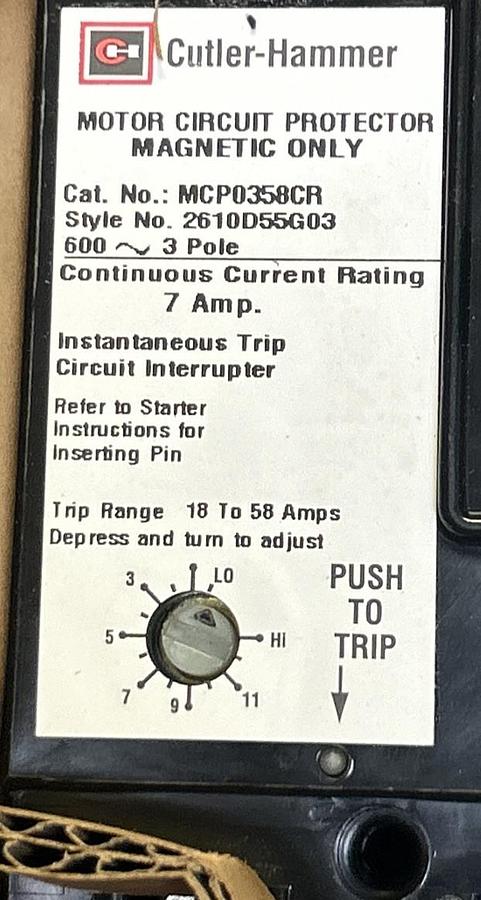 Cutler-Hammer
MOTOR CIRCUIT PROTECTOR
MAGNETIC ONLY
Cat. No.: MCP0358CR
Style No. 2610D55G03
600 ～ 3 Pole
Continuous Current Rating
7 Amp.
Instantaneous Trip
Circuit Interrupter
Refer to Starter
Instructions for
Inserting Pin
Trip Range 18 To 58 Amps
Depress and turn to adjust
LO
3
5
7
9
11
Hi
PUSH
TO
TRIP